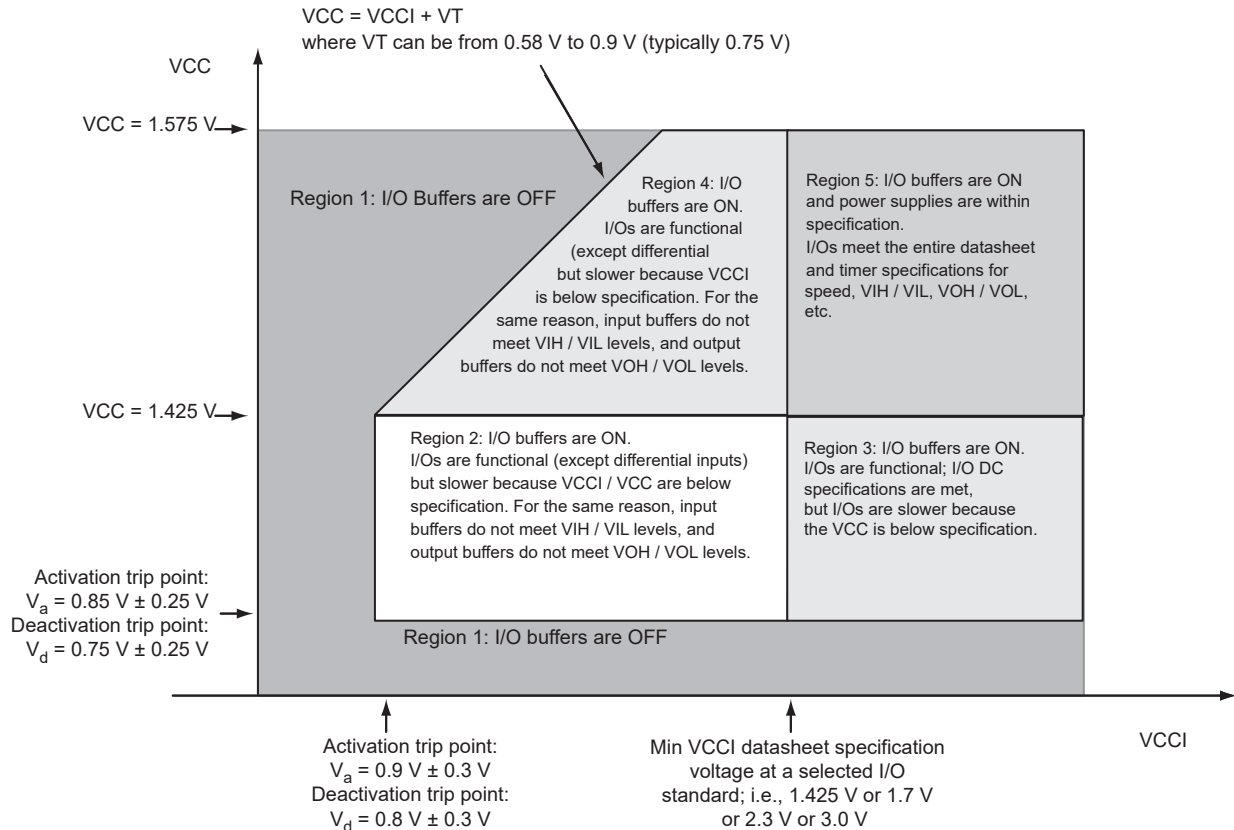 VCC = VCCI + VT
where VT can be from 0.58 V to 0.9 V (typically 0.75 V)
VCC
VCC = 1.575 V
Region 1: I/O Buffers are OFF
Region 4: I/O
buffers are ON.
I/Os are functional
(except differential
but slower because VCCI
is below specification. For the
same reason, input buffers do not
meet VIH / VIL levels, and output
buffers do not meet VOH / VOL levels.
Region 5: I/O buffers are ON
and power supplies are within
specification.
I/Os meet the entire datasheet
and timer specifications for
speed, VIH / VIL, VOH / VOL,
etc.
VCC = 1.425 V
Region 2: I/O buffers are ON.
I/Os are functional (except differential inputs)
but slower because VCCI / VCC are below
specification. For the same reason, input
buffers do not meet VIH / VIL levels, and
output buffers do not meet VOH / VOL levels.
Region 3: I/O buffers are ON.
I/Os are functional; I/O DC
specifications are met,
but I/Os are slower because
the VCC is below specification.
Activation trip point:
Va = 0.85 V ± 0.25 V
Deactivation trip point:
Vd = 0.75 V ± 0.25 V
Region 1: I/O buffers are OFF
Activation trip point:
Va = 0.9 V ± 0.3 V
Deactivation trip point:
Vd = 0.8 V ± 0.3 V
Min VCCI datasheet specification
voltage at a selected I/O
standard; i.e., 1.425 V or 1.7 V
or 2.3 V or 3.0 V
VCCI